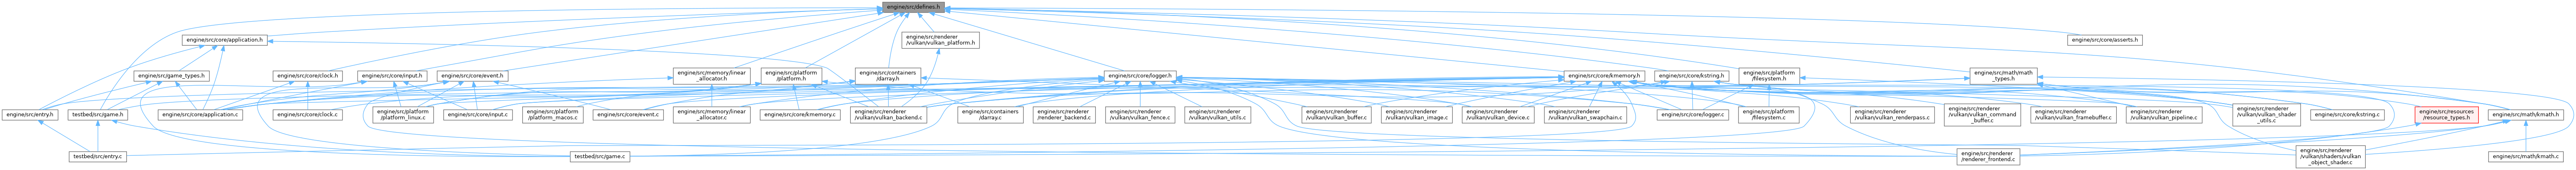 engine/src/defines.h
engine/src/core/application.h
engine/src/renderer
/vulkan/vulkan_platform.h
engine/src/core/asserts.h
engine/src/game_types.h
engine/src/core/clock.h
engine/src/core/input.h
engine/src/core/event.h
engine/src/memory/linear
_allocator.h
engine/src/platform
/platform.h
engine/src/containers
/darray.h
engine/src/core/logger.h
engine/src/core/kmemory.h
engine/src/core/kstring.h
engine/src/platform
/filesystem.h
engine/src/math/math
_types.h
engine/src/entry.h
testbed/src/game.h
engine/src/core/application.c
engine/src/core/clock.c
engine/src/platform
/platform_linux.c
engine/src/core/input.c
engine/src/platform
/platform_macos.c
engine/src/core/event.c
engine/src/memory/linear
_allocator.c
engine/src/core/kmemory.c
engine/src/renderer
/vulkan/vulkan_backend.c
engine/src/containers
/darray.c
engine/src/renderer
/renderer_backend.c
engine/src/renderer
/vulkan/vulkan_fence.c
engine/src/renderer
/vulkan/vulkan_utils.c
engine/src/renderer
/vulkan/vulkan_buffer.c
engine/src/renderer
/vulkan/vulkan_image.c
engine/src/renderer
/vulkan/vulkan_device.c
engine/src/renderer
/vulkan/vulkan_swapchain.c
engine/src/core/logger.c
engine/src/platform
/filesystem.c
engine/src/renderer
/vulkan/vulkan_renderpass.c
engine/src/renderer
/vulkan/vulkan_command
_buffer.c
engine/src/renderer
/vulkan/vulkan_framebuffer.c
engine/src/renderer
/vulkan/vulkan_pipeline.c
engine/src/renderer
/vulkan/vulkan_shader
_utils.c
engine/src/core/kstring.c
engine/src/resources
/resource_types.h
engine/src/math/kmath.h
testbed/src/entry.c
testbed/src/game.c
engine/src/renderer
/renderer_frontend.c
engine/src/renderer
/vulkan/shaders/vulkan
_object_shader.c
engine/src/math/kmath.c